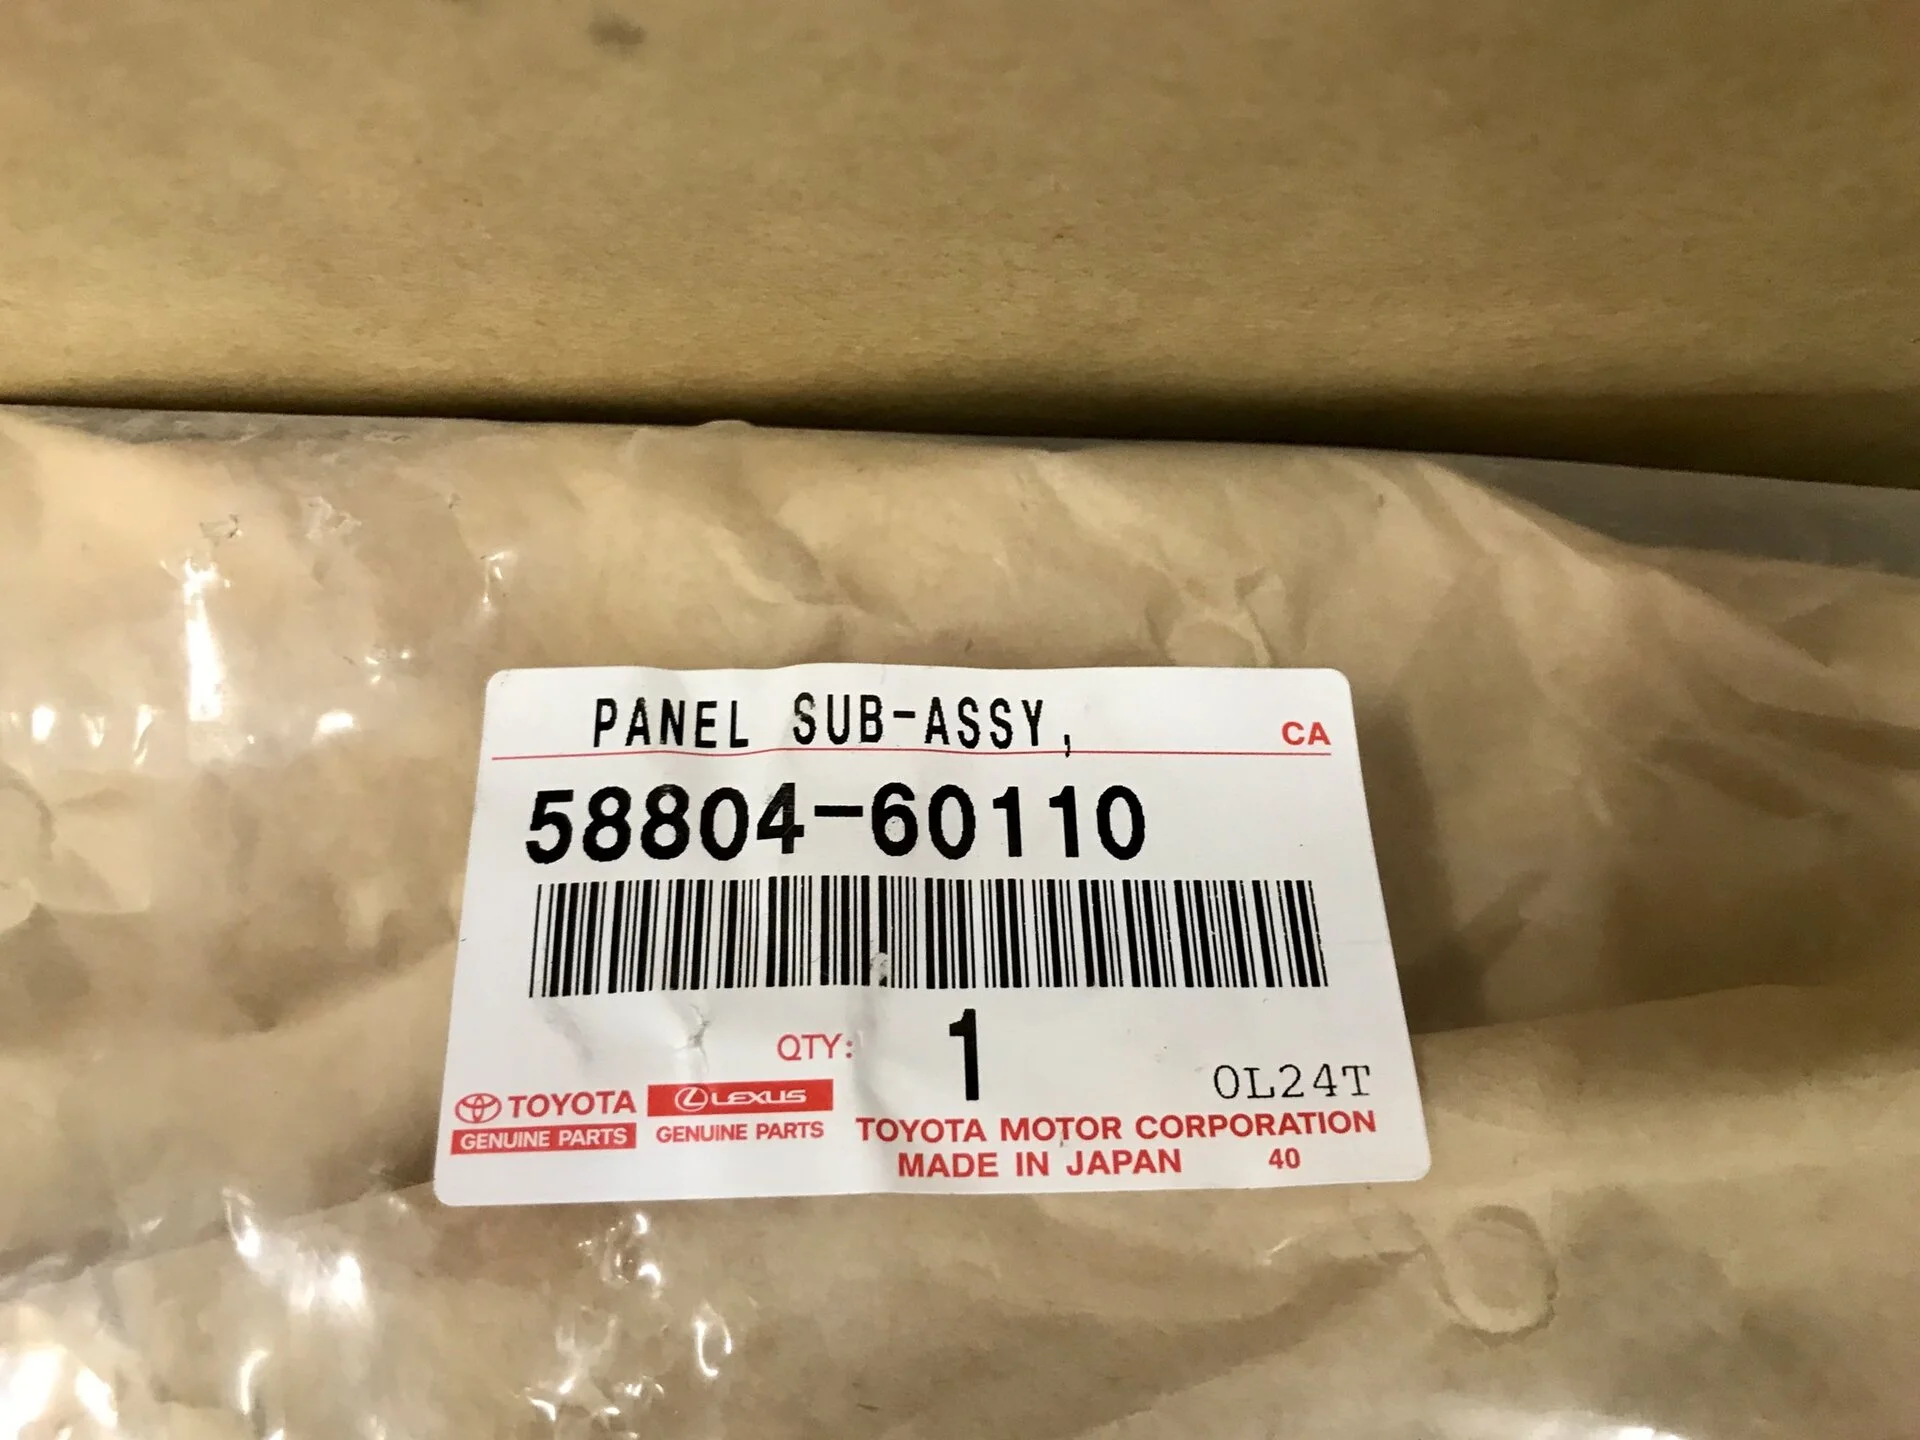 PANEL SUB-ASSY,
CA
58804-60110
QTY: 1
0L24T
TOYOTA
GENUINE PARTS
LEXUS
GENUINE PARTS
TOYOTA MOTOR CORPORATION
MADE IN JAPAN 40